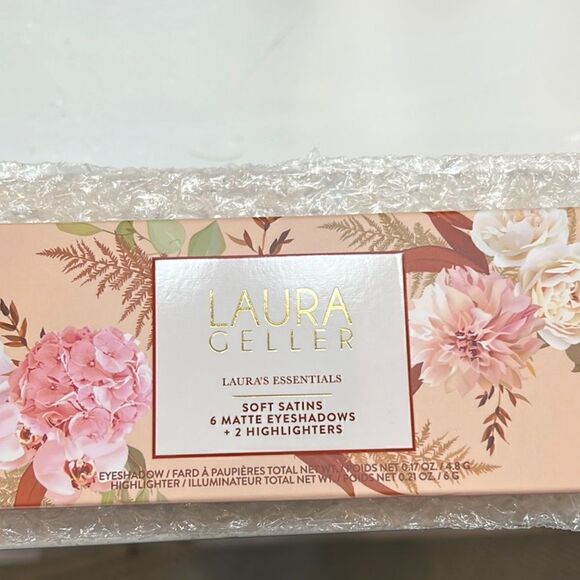 LAURA
GELLER
LAURA'S ESSENTIALS
SOFT SATINS
6 MATTE EYESHADOWS
+ 2 HIGHLIGHTERS
EYESHADOW / FARD À PAUPIÈRES TOTAL NET WT. / POIDS NET 0.17 OZ. / 4.8 G
HIGHLIGHTER / ILLUMINATEUR TOTAL NET WT. / POIDS NET 0.21 OZ. / 6 G